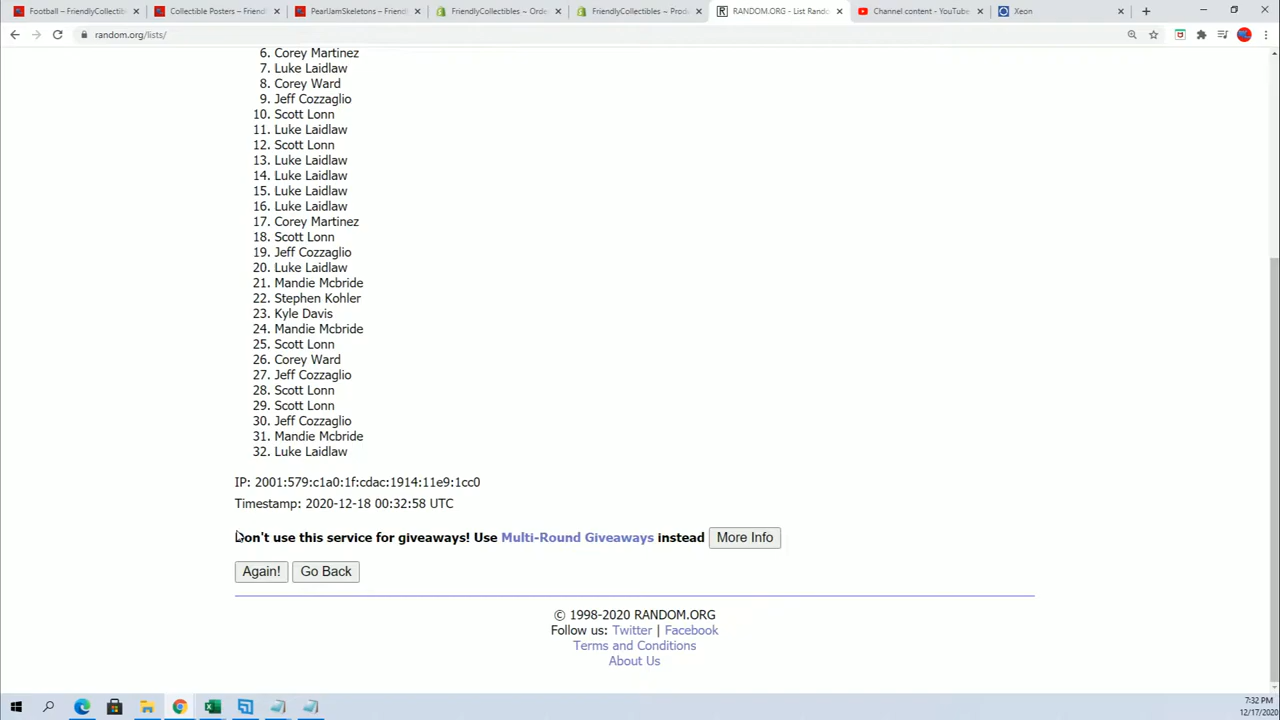 Football – FriendlyCollectib
Collectible Posters – Friendl
PearlJamSkeletons – Friendl
FriendlyCollectibles ~ Orde
FriendlyCollectibles ~ Prod
RANDOM.ORG - List Rando
Channel content - YouTube
Xeon
random.org/lists/
6. Corey Martinez
7. Luke Laidlaw
8. Corey Ward
9. Jeff Cozzaglio
10. Scott Lonn
11. Luke Laidlaw
12. Scott Lonn
13. Luke Laidlaw
14. Luke Laidlaw
15. Luke Laidlaw
16. Luke Laidlaw
17. Corey Martinez
18. Scott Lonn
19. Jeff Cozzaglio
20. Luke Laidlaw
21. Mandie Mcbride
22. Stephen Kohler
23. Kyle Davis
24. Mandie Mcbride
25. Scott Lonn
26. Corey Ward
27. Jeff Cozzaglio
28. Scott Lonn
29. Scott Lonn
30. Jeff Cozzaglio
31. Mandie Mcbride
32. Luke Laidlaw
IP: 2001:579:c1a0:1f:cdac:1914:11e9:1cc0
Timestamp: 2020-12-18 00:32:58 UTC
Don't use this service for giveaways! Use Multi-Round Giveaways instead More Info
Again! Go Back
© 1998-2020 RANDOM.ORG
Follow us: Twitter | Facebook
Terms and Conditions
About Us
7:32 PM
12/17/2020